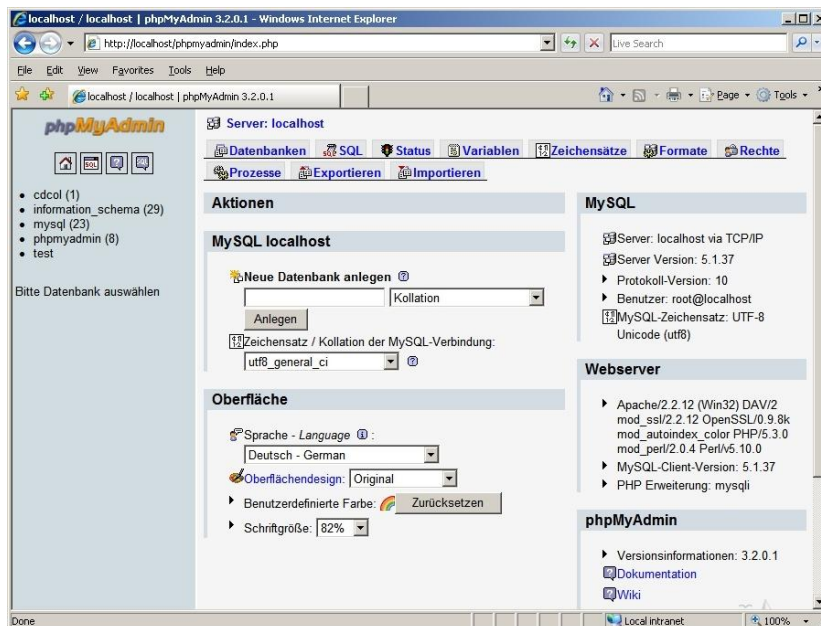 localhost / localhost | phpMyAdmin 3.2.0.1 - Windows Internet Explorer
http://localhost/phpmyadmin/index.php
Live Search
File Edit View Favorites Tools Help
localhost / localhost | phpMyAdmin 3.2.0.1
Page Tools
phpMyAdmin
SQL
cdcol (1)
information_schema (29)
mysql (23)
phpmyadmin (8)
test
Bitte Datenbank auswählen
Server: localhost
Datenbanken SQL Status Variablen Zeichensätze Formate Rechte
Prozesse Exportieren Importieren
Aktionen
MySQL localhost
Neue Datenbank anlegen
Kollation
Anlegen
Zeichensatz / Kollation der MySQL-Verbindung:
utf8_general_ci
Oberfläche
Sprache - Language :
Deutsch - German
Oberflächendesign: Original
Benutzerdefinierte Farbe: Zurücksetzen
Schriftgröße: 82%
MySQL
Server: localhost via TCP/IP
Server Version: 5.1.37
Protokoll-Version: 10
Benutzer: root@localhost
MySQL-Zeichensatz: UTF-8
Unicode (utf8)
Webserver
Apache/2.2.12 (Win32) DAV/2
mod_ssl/2.2.12 OpenSSL/0.9.8k
mod_autoindex_color PHP/5.3.0
mod_perl/2.0.4 Perl/v5.10.0
MySQL-Client-Version: 5.1.37
PHP Erweiterung: mysqli
phpMyAdmin
Versionsinformationen: 3.2.0.1
Dokumentation
Wiki
Done
Local intranet
100%